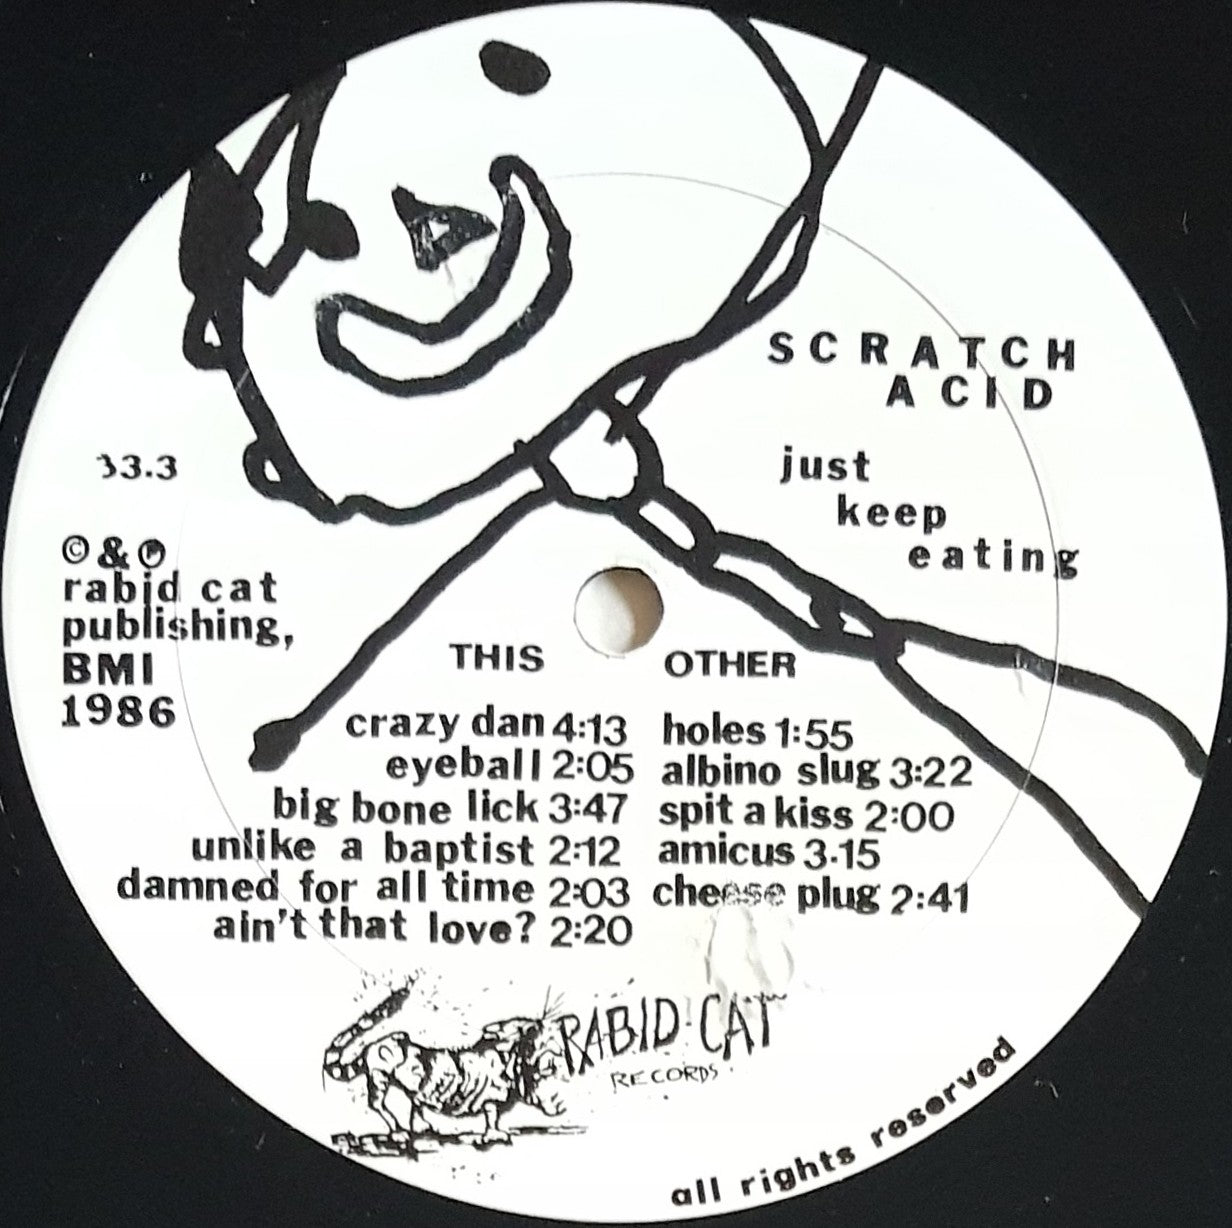 SCRATCH
ACID
just
keep
eating
33.3
© & ℗
rabid cat
publishing,
BMI
1986
THIS
crazy dan 4:13
eyeball 2:05
big bone lick 3:47
unlike a baptist 2:12
damned for all time 2:03
ain't that love? 2:20
OTHER
holes 1:55
albino slug 3:22
spit a kiss 2:00
amicus 3.15
cheese plug 2:41
RABID CAT
RECORDS
all rights reserved